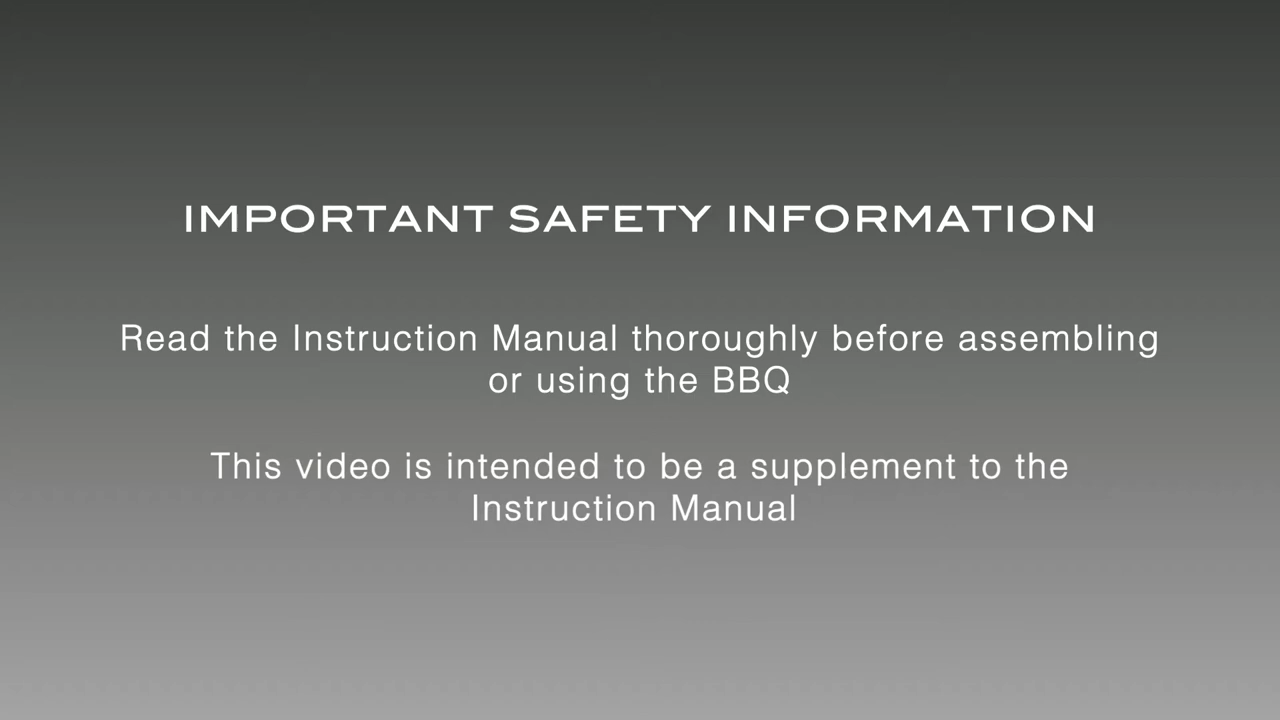 IMPORTANT SAFETY INFORMATION
Read the Instruction Manual thoroughly before assembling
or using the BBQ
This video is intended to be a supplement to the
Instruction Manual